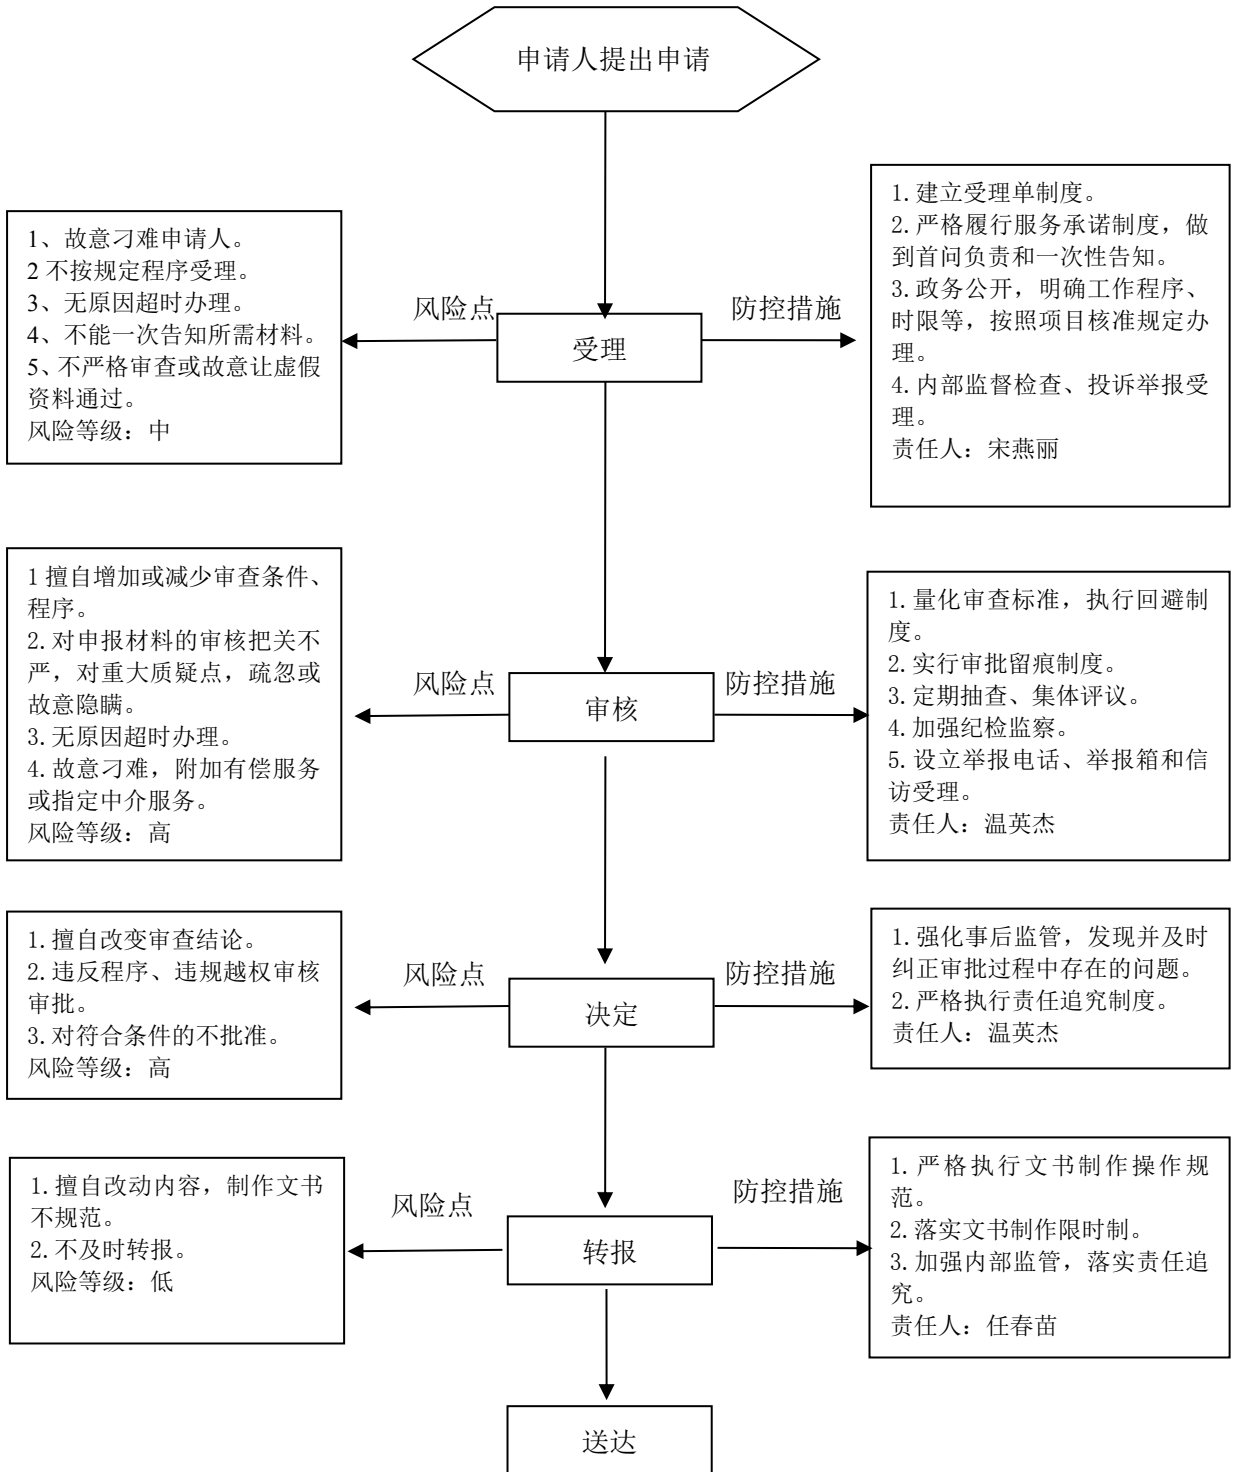 申请人提出申请
1、故意刁难申请人。
2 不按规定程序受理。
3、无原因超时办理。
4、不能一次告知所需材料。
5、不严格审查或故意让虚假
资料通过。
风险等级：中
风险点
受理
防控措施
1.建立受理单制度。
2.严格履行服务承诺制度，做
到首问负责和一次性告知。
3.政务公开，明确工作程序、
时限等，按照项目核准规定办
理。
4.内部监督检查、投诉举报受
理。
责任人：宋燕丽
1 擅自增加或减少审查条件、
程序。
2.对申报材料的审核把关不
严，对重大质疑点，疏忽或
故意隐瞒。
3.无原因超时办理。
4.故意刁难，附加有偿服务
或指定中介服务。
风险等级：高
风险点
审核
防控措施
1.量化审查标准，执行回避制
度。
2.实行审批留痕制度。
3.定期抽查、集体评议。
4.加强纪检监察。
5.设立举报电话、举报箱和信
访受理。
责任人：温英杰
1.擅自改变审查结论。
2.违反程序、违规越权审核
审批。
3.对符合条件的不批准。
风险等级：高
风险点
决定
防控措施
1.强化事后监管，发现并及时
纠正审批过程中存在的问题。
2.严格执行责任追究制度。
责任人：温英杰
1.擅自改动内容，制作文书
不规范。
2.不及时转报。
风险等级：低
风险点
转报
防控措施
1.严格执行文书制作操作规
范。
2.落实文书制作限时制。
3.加强内部监管，落实责任追
究。
责任人：任春苗
送达